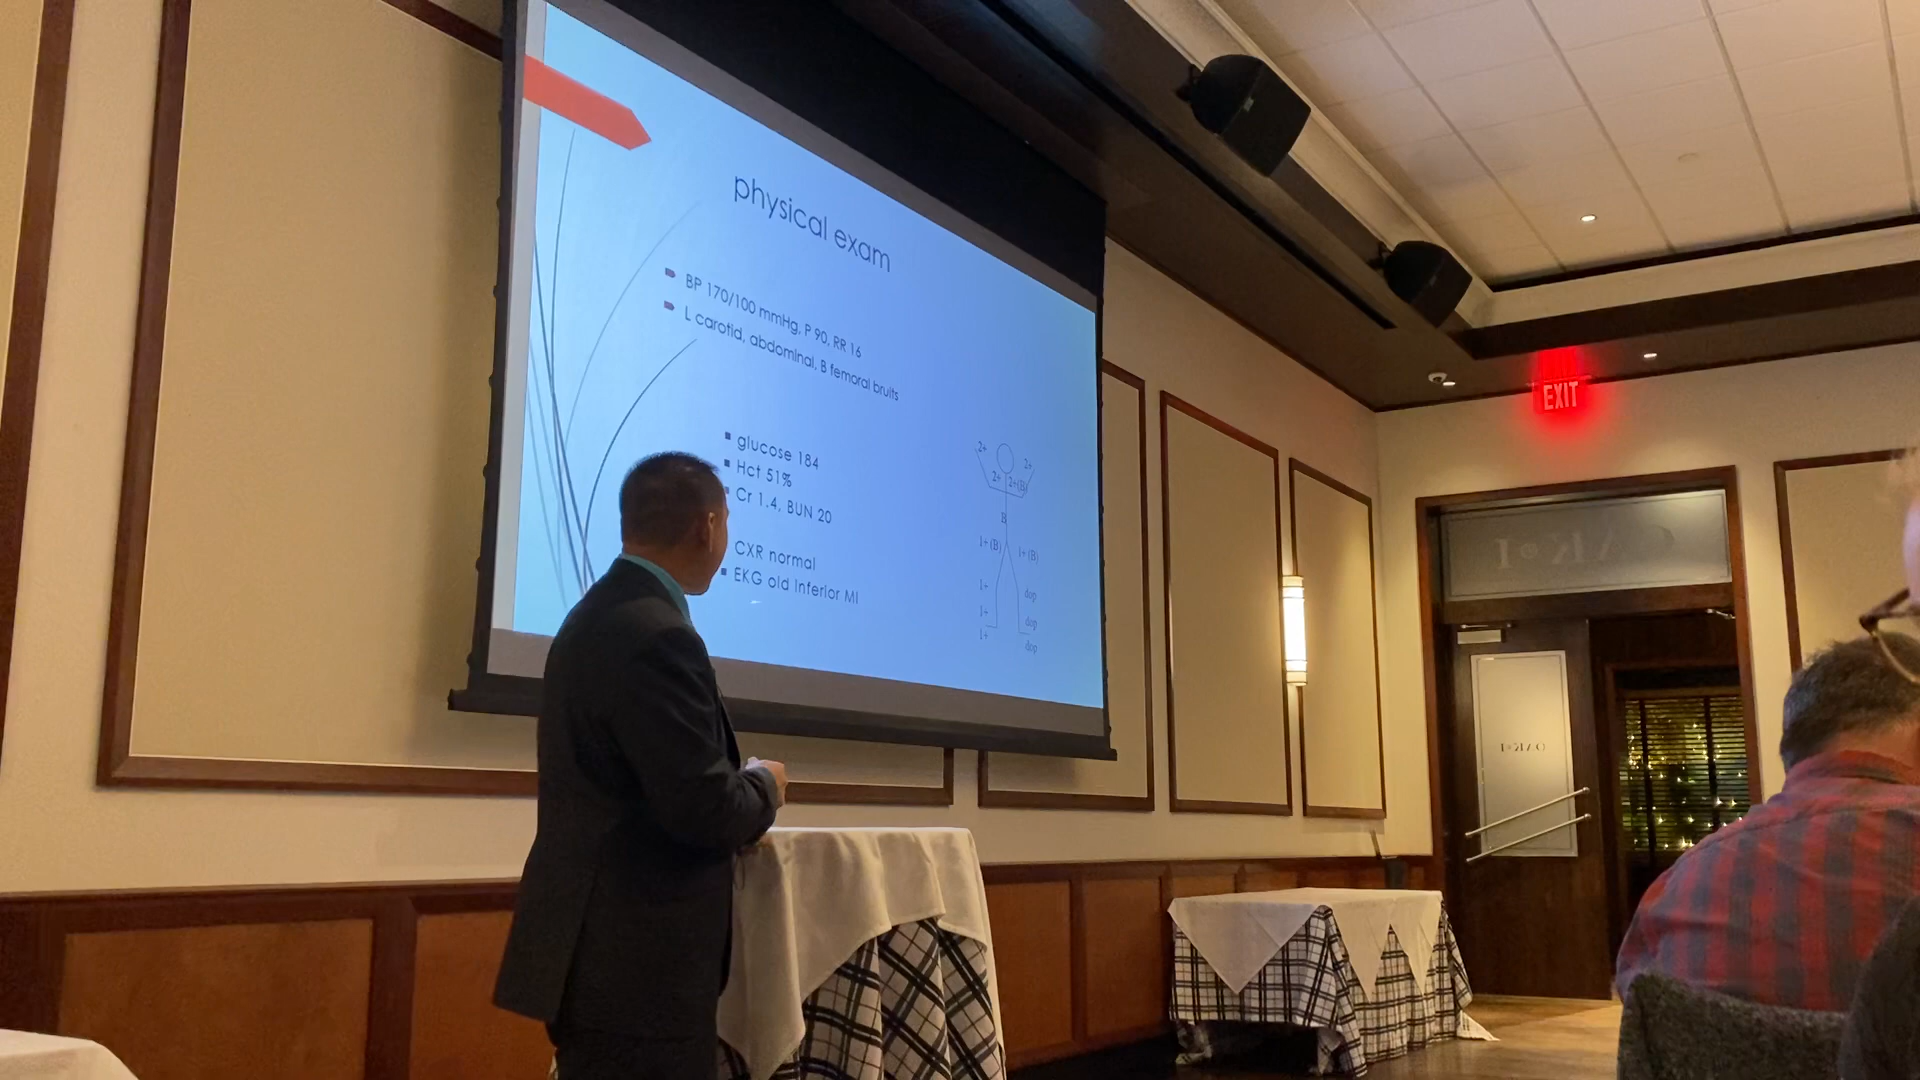 physical exam
BP 170/100 mmHg, P 90, RR 16
L carotid, abdominal, B femoral bruits
glucose 184
Hct 51%
Cr 1.4, BUN 20
CXR normal
EKG old Inferior MI
2+
2+
2+
2+(B)
B
1+ (B)
1+ (B)
1+
dop
1+
dop
1+
dop
EXIT